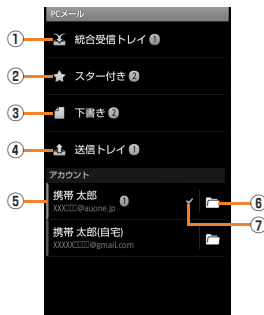 PCメール
① 統合受信トレイ 1
② スター付き 2
③ 下書き 2
④ 送信トレイ 1
アカウント
⑤ 携帯 太郎 1 ⑥
XXX□□□@auone.jp ⑦
携帯 太郎(自宅)
XXXXX□□□@gmail.com